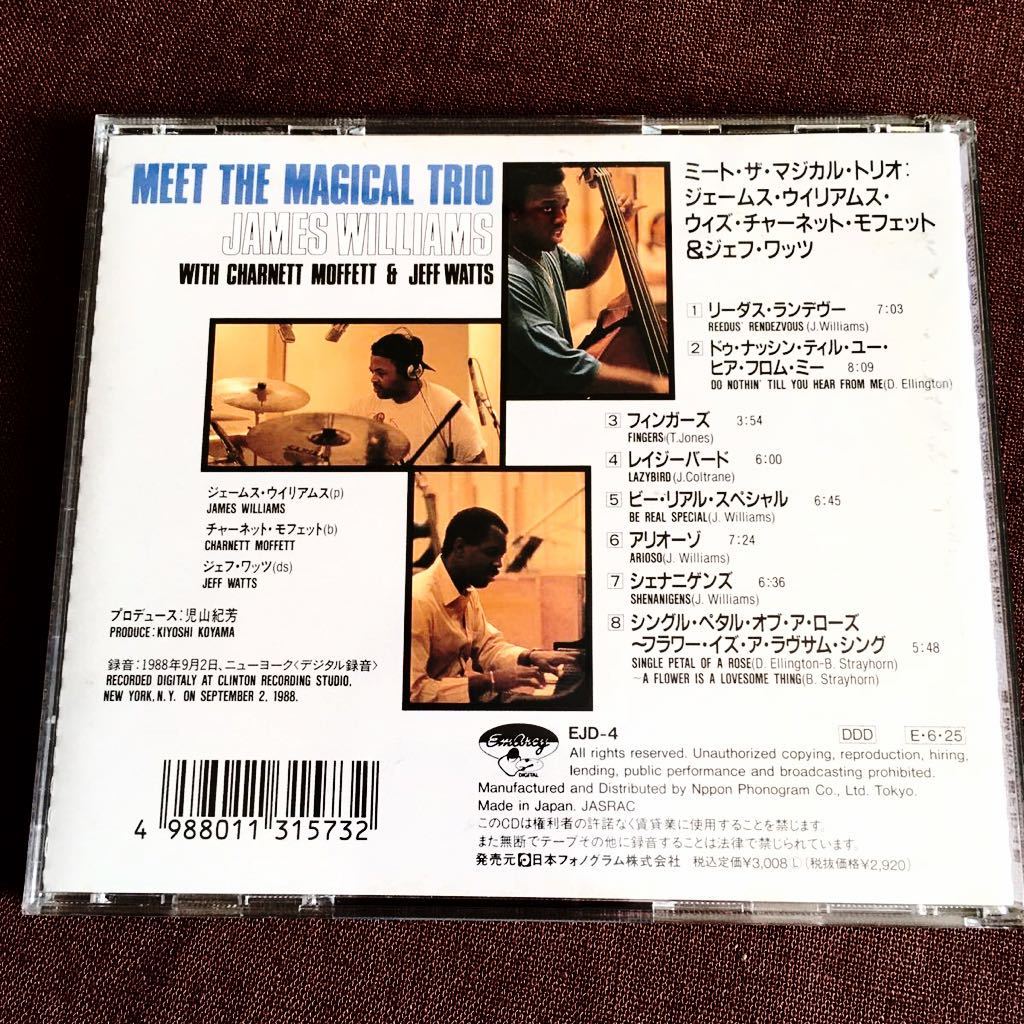 MEET THE MAGICAL TRIO
JAMES WILLIAMS
WITH CHARNETT MOFFETT & JEFF WATTS
ミート・ザ・マジカル・トリオ:
ジェームス・ウイリアムス・
ウィズ・チャーネット・モフェット
&ジェフ・ワッツ
1 リーダス・ランデヴー 7:03
REEDUS' RENDEZVOUS (J.Williams)
2 ドゥ・ナッシン・ティル・ユー・
ヒア・フロム・ミー 8:09
DO NOTHIN' TILL YOU HEAR FROM ME(D. Ellington)
3 フィンガーズ 3:54
FINGERS(T.Jones)
4 レイジーバード 6:00
LAZYBIRD(J.Coltrane)
5 ビー・リアル・スペシャル 6:45
BE REAL SPECIAL(J. Williams)
6 アリオーゾ 7:24
ARIOSO(J. Williams)
7 シェナニゲンズ 6:36
SHENANIGENS(J. Williams)
8 シングル・ペタル・オブ・ア・ローズ
〜フラワー・イズ・ア・ラヴサム・シング 5:48
SINGLE PETAL OF A ROSE(D. Ellington-B. Strayhorn)
~A FLOWER IS A LOVESOME THING(B. Strayhorn)
ジェームス・ウイリアムス(p)
JAMES WILLIAMS
チャーネット・モフェット(b)
CHARNETT MOFFETT
ジェフ・ワッツ(ds)
JEFF WATTS
プロデュース:児山紀芳
PRODUCE:KIYOSHI KOYAMA
録音:1988年9月2日、ニューヨーク〈デジタル録音〉
RECORDED DIGITALY AT CLINTON RECORDING STUDIO,
NEW YORK, N.Y. ON SEPTEMBER 2, 1988.
4 988011 315732
EmArcy
DIGITAL
EJD-4 DDD E・6・25
All rights reserved. Unauthorized copying, reproduction, hiring,
lending, public performance and broadcasting prohibited.
Manufactured and Distributed by Nppon Phonogram Co., Ltd. Tokyo.
Made in Japan. JASRAC
このCDは権利者の許諾なく賃貸業に使用することを禁じます。
また無断でテープその他に録音することは法律で禁じられています。
発売元 日本フォノグラム株式会社 税込定価¥3,008 L (税抜価格¥2,920)